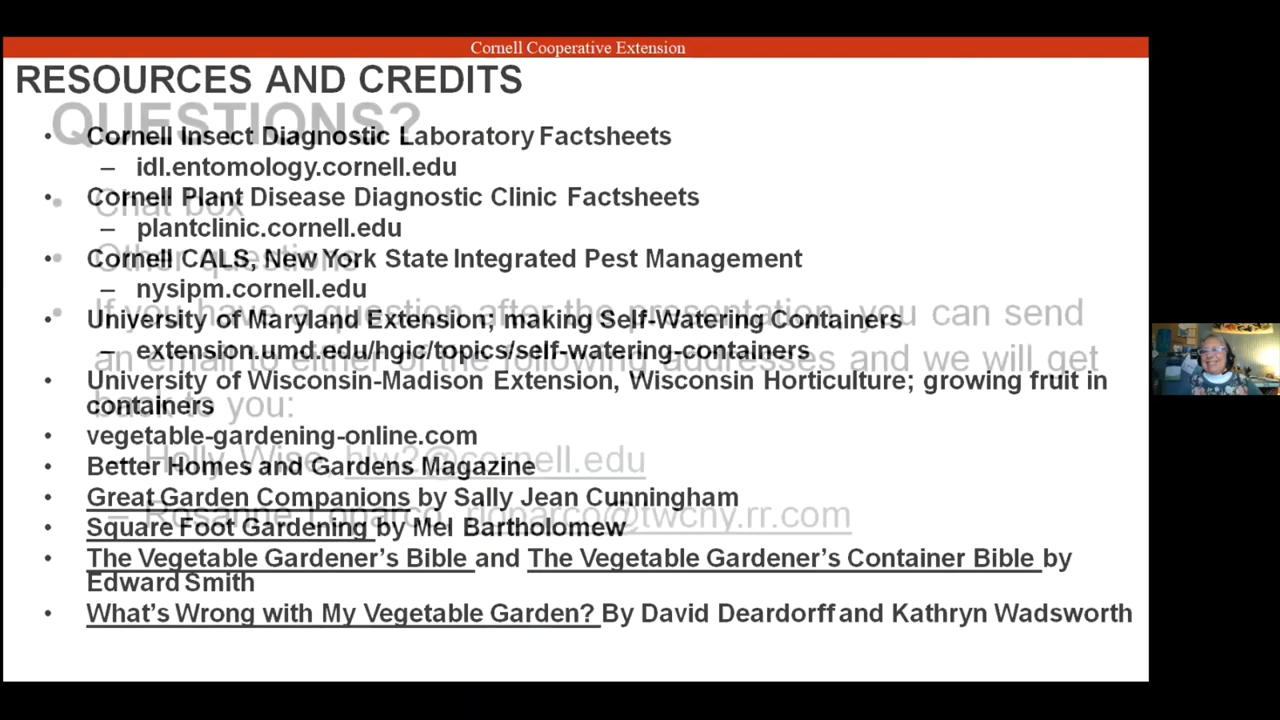 Cornell Cooperative Extension
RESOURCES AND CREDITS
QUESTIONS?
• Cornell Insect Diagnostic Laboratory Factsheets
– idl.entomology.cornell.edu
• Cornell Plant Disease Diagnostic Clinic Factsheets
• Chat box
– plantclinic.cornell.edu
• Cornell CALS, New York State Integrated Pest Management
• Other questions
– nysipm.cornell.edu
• University of Maryland Extension; making Self-Watering Containers
• If you have a question after the presentation, you can send
– extension.umd.edu/hgic/topics/self-watering-containers
an email to either of the following addresses and we will get
• University of Wisconsin-Madison Extension, Wisconsin Horticulture; growing fruit in
containers
back to you:
• vegetable-gardening-online.com
• Better Homes and Gardens Magazine
Holly Wise, hlw2@cornell.edu
• Great Garden Companions by Sally Jean Cunningham
– Rosanne Loparco, rloparco@twcny.rr.com
• Square Foot Gardening by Mel Bartholomew
• The Vegetable Gardener's Bible and The Vegetable Gardener's Container Bible by
Edward Smith
• What's Wrong with My Vegetable Garden? By David Deardorff and Kathryn Wadsworth